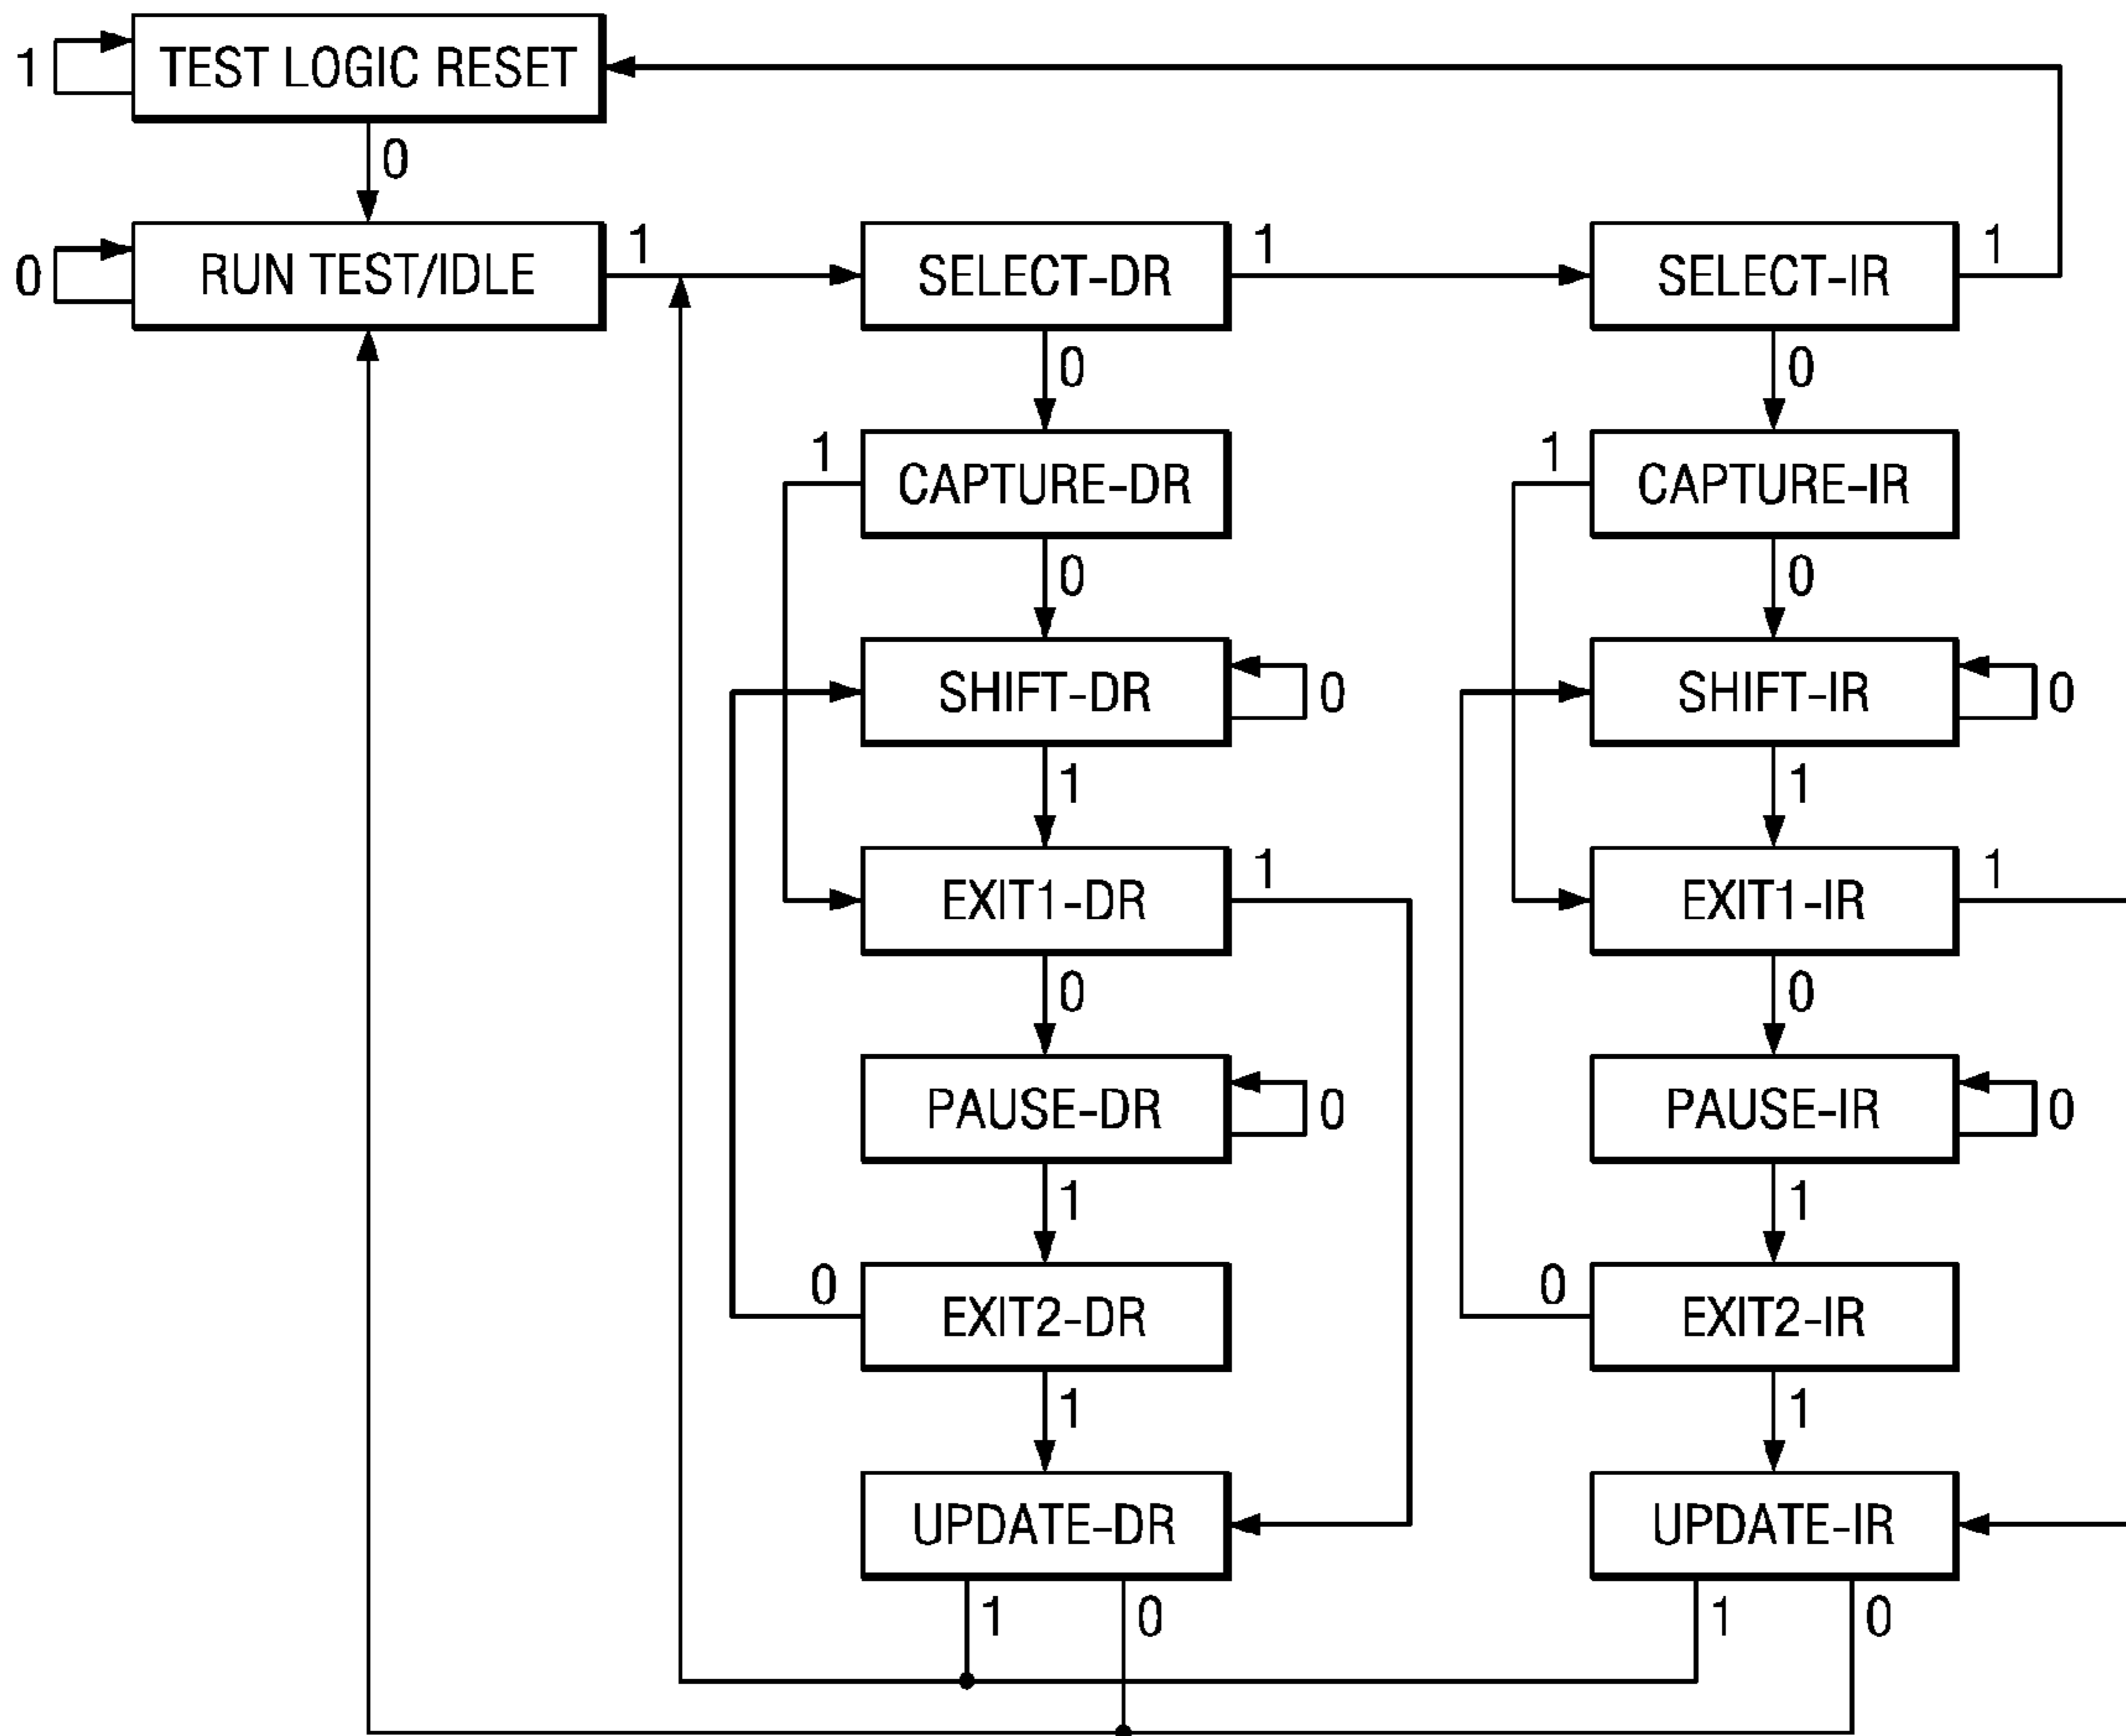 1
TEST LOGIC RESET
0
0
RUN TEST/IDLE
1
SELECT-DR
1
SELECT-IR
1
0
0
1
CAPTURE-DR
1
CAPTURE-IR
0
0
SHIFT-DR
0
SHIFT-IR
0
1
1
EXIT1-DR
1
EXIT1-IR
1
0
0
PAUSE-DR
0
PAUSE-IR
0
1
1
0
EXIT2-DR
0
EXIT2-IR
1
1
UPDATE-DR
UPDATE-IR
1
0
1
0